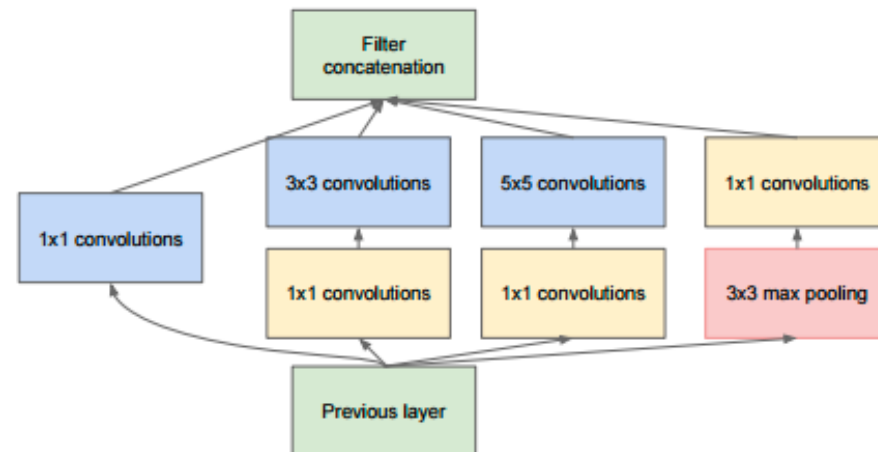 Filter
concatenation
3x3 convolutions
5x5 convolutions
1x1 convolutions
1x1 convolutions
1x1 convolutions
1x1 convolutions
3x3 max pooling
Previous layer